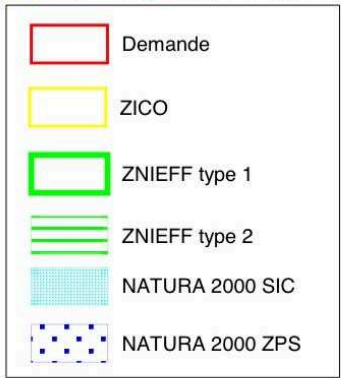 Demande
ZICO
ZNIEFF type 1
ZNIEFF type 2
NATURA 2000 SIC
NATURA 2000 ZPS